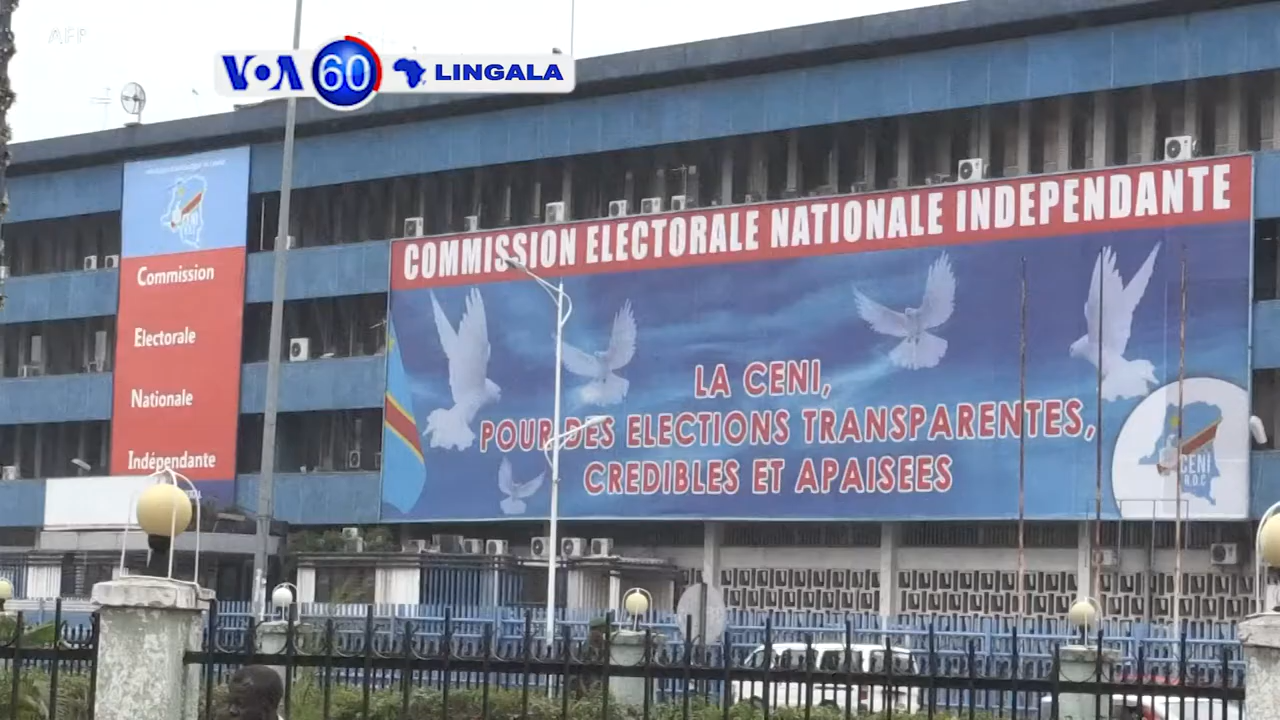 AFP
VOA 60 LINGALA
COMMISSION ELECTORALE NATIONALE INDEPENDANTE
Commission
Electorale
Nationale
Indépendante
LA CENI,
POUR DES ELECTIONS TRANSPARENTES,
CREDIBLES ET APAISEES
CENI
R.D.C